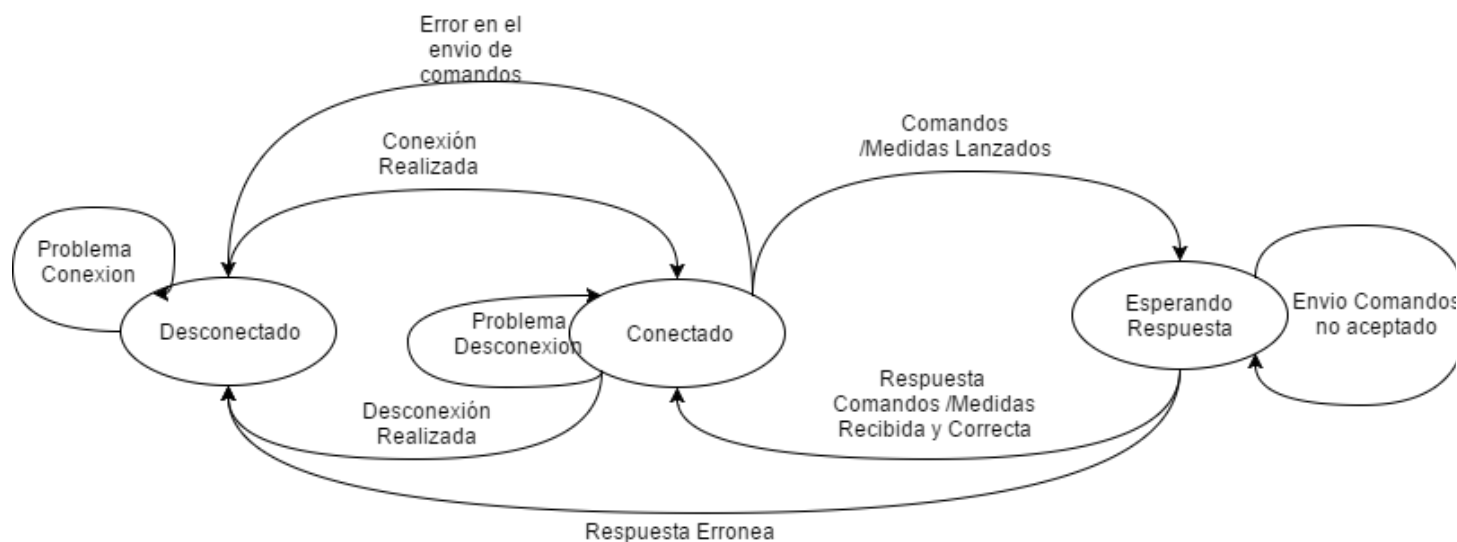 Error en el
envio de
comandos
Conexión
Realizada
Comandos
/Medidas Lanzados
Problema
Conexion
Desconectado
Problema
Desconexion
Conectado
Esperando
Respuesta
Envio Comandos
no aceptado
Desconexión
Realizada
Respuesta
Comandos /Medidas
Recibida y Correcta
Respuesta Erronea